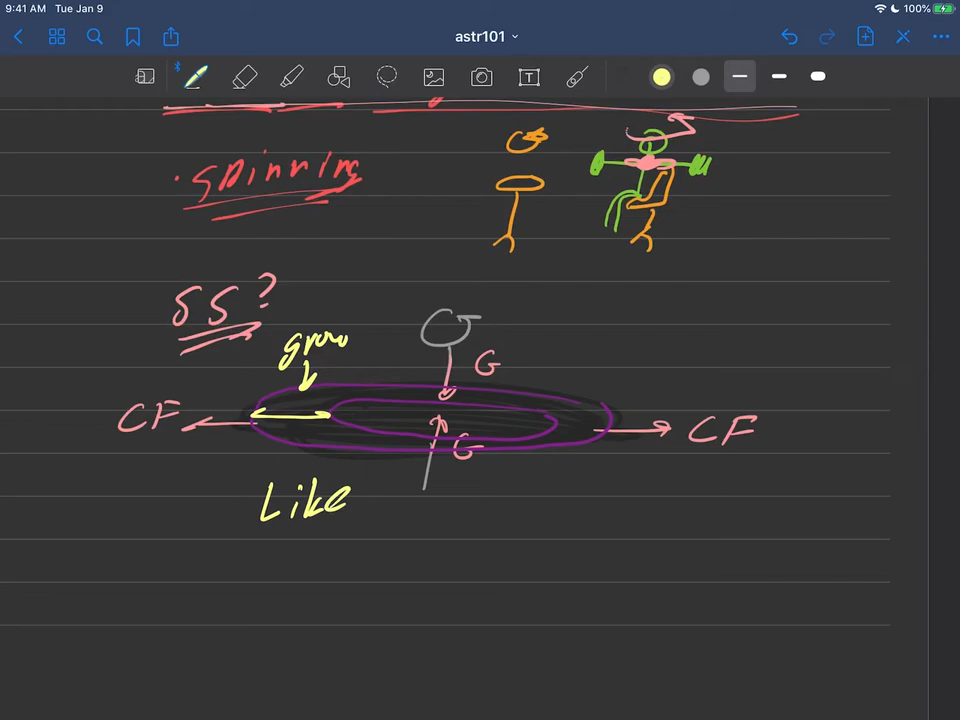 9:41 AM Tue Jan 9
100%
astr101
T
. spinning
SS?
grow
G
CF
CF
G
Like